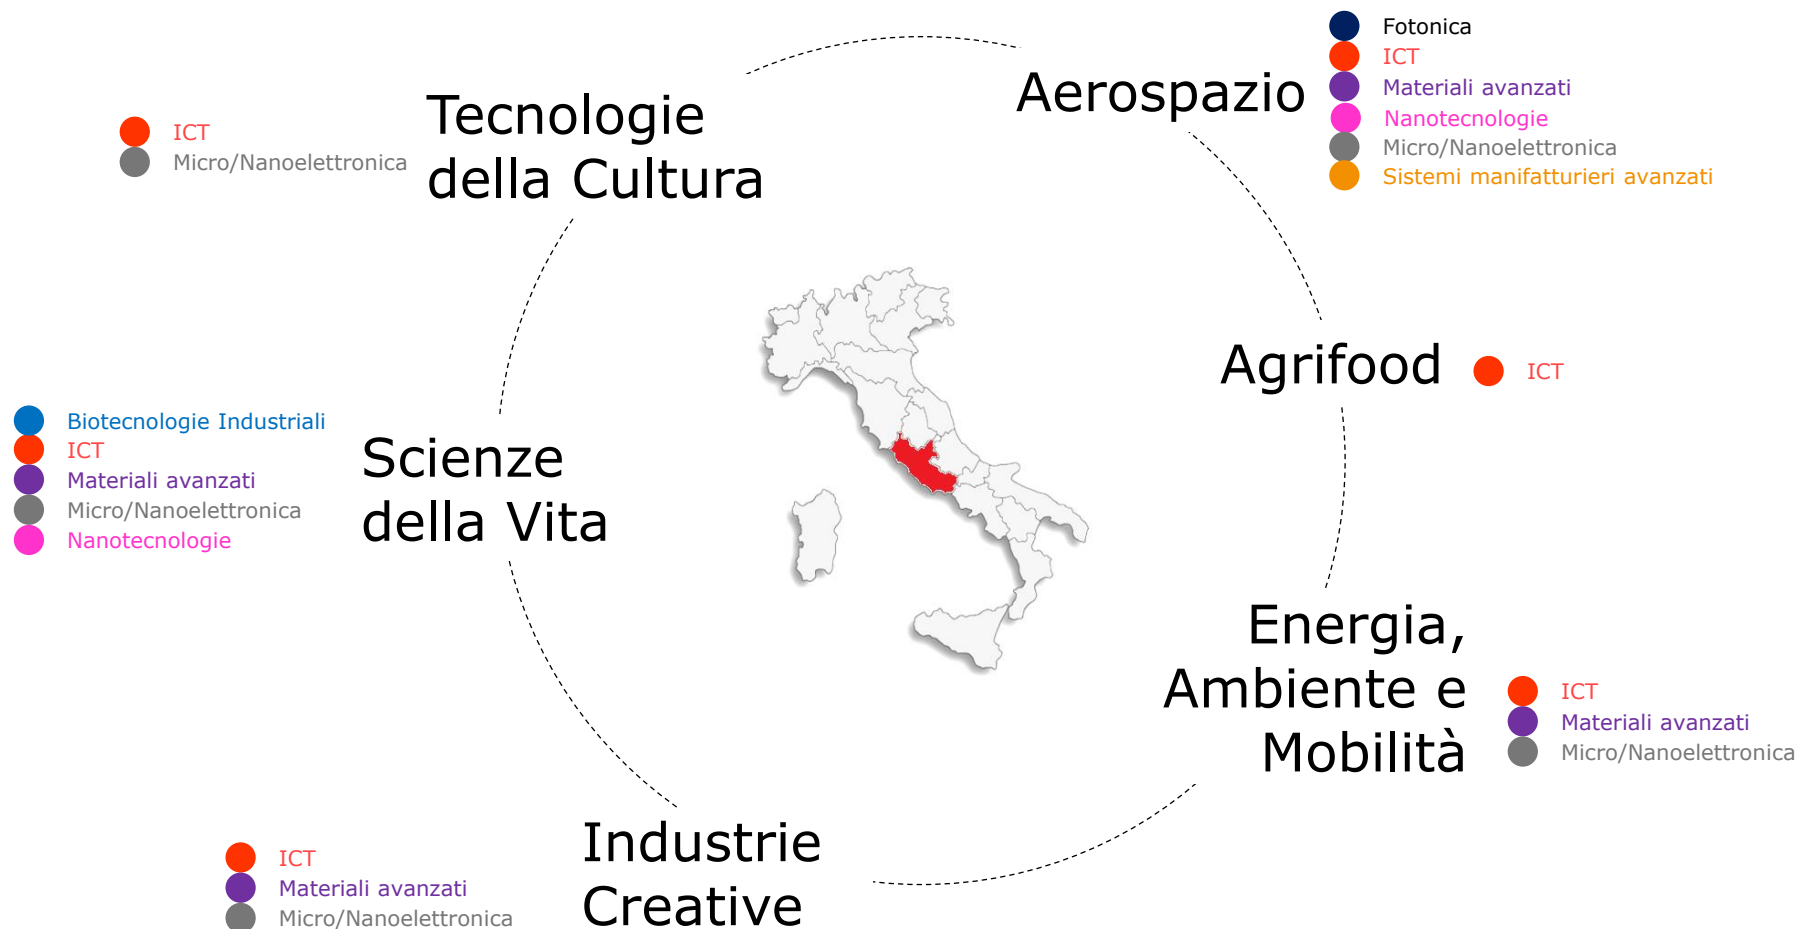 Tecnologie
della Cultura
ICT
Micro/Nanoelettronica
Aerospazio
Fotonica
ICT
Materiali avanzati
Nanotecnologie
Micro/Nanoelettronica
Sistemi manifatturieri avanzati
Agrifood
ICT
Energia,
Ambiente e
Mobilità
ICT
Materiali avanzati
Micro/Nanoelettronica
Industrie
Creative
ICT
Materiali avanzati
Micro/Nanoelettronica
Scienze
della Vita
Biotecnologie Industriali
ICT
Materiali avanzati
Micro/Nanoelettronica
Nanotecnologie